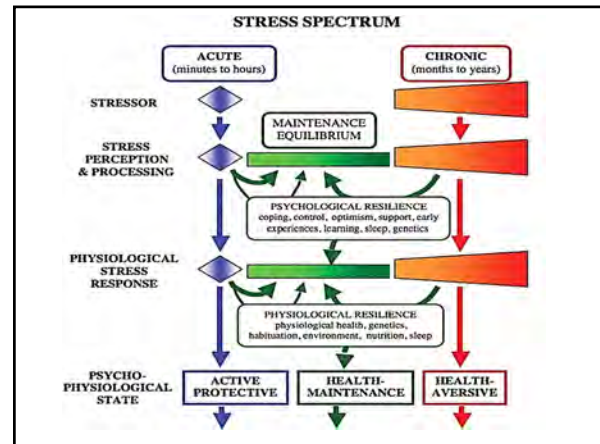 STRESS SPECTRUM
ACUTE
(minutes to hours)
CHRONIC
(months to years)
STRESSOR
MAINTENANCE
EQUILIBRIUM
STRESS
PERCEPTION
& PROCESSING
PSYCHOLOGICAL RESILIENCE
coping, control, optimism, support, early
experiences, learning, sleep, genetics
PHYSIOLOGICAL
STRESS
RESPONSE
PHYSIOLOGICAL RESILIENCE
physiological health, genetics,
habituation, environment, nutrition, sleep
PSYCHO-
PHYSIOLOGICAL
STATE
ACTIVE
PROTECTIVE
HEALTH-
MAINTENANCE
HEALTH-
AVERSIVE